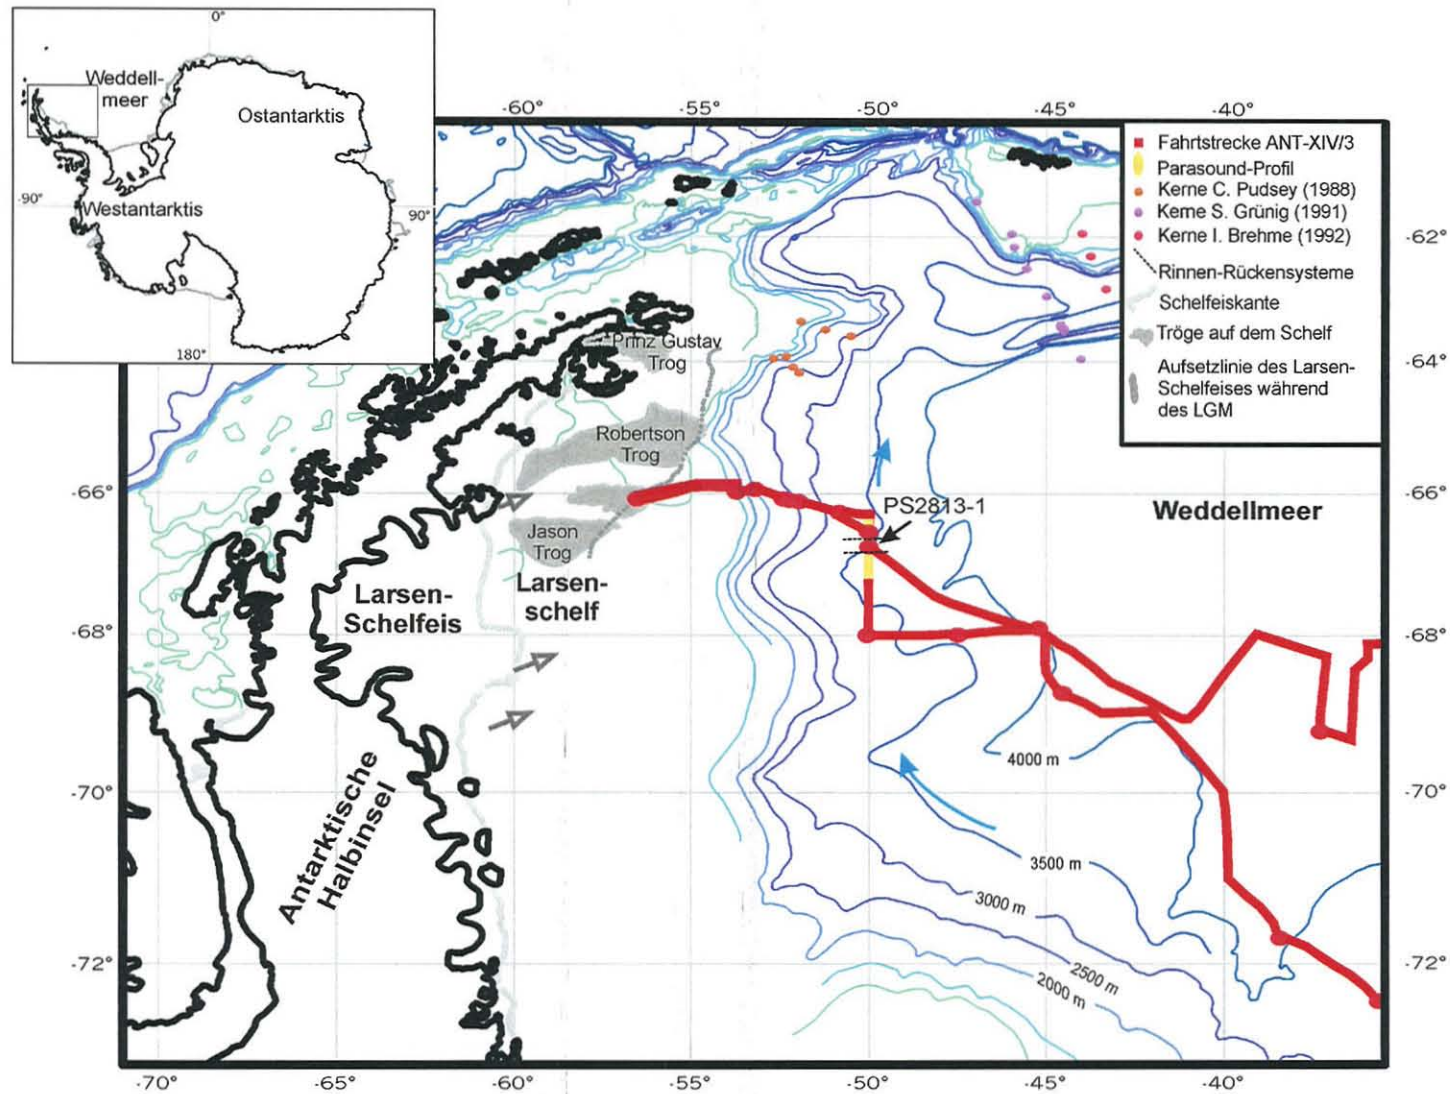 0°
Weddell-
meer
Ostantarktis
-90°
Westantarktis
90°
180°
-60°
-55°
-50°
-45°
-40°
Fahrtstrecke ANT-XIV/3
Parasound-Profil
Kerne C. Pudsey (1988)
Kerne S. Grünig (1991)
Kerne I. Brehme (1992)
Rinnen-Rückensysteme
Schelfeiskante
Tröge auf dem Schelf
Aufsetzlinie des Larsen-
Schelfeises während
des LGM
-62°
-64°
-66°
-68°
-70°
-72°
Prinz Gustav
Trog
Robertson
Trog
Jason
Trog
PS2813-1
Weddellmeer
Larsen-
Schelfeis
Larsen-
schelf
Antarktische
Halbinsel
4000 m
3500 m
3000 m
2500 m
2000 m
-66°
-68°
-70°
-72°
-70°
-65°
-60°
-55°
-50°
-45°
-40°